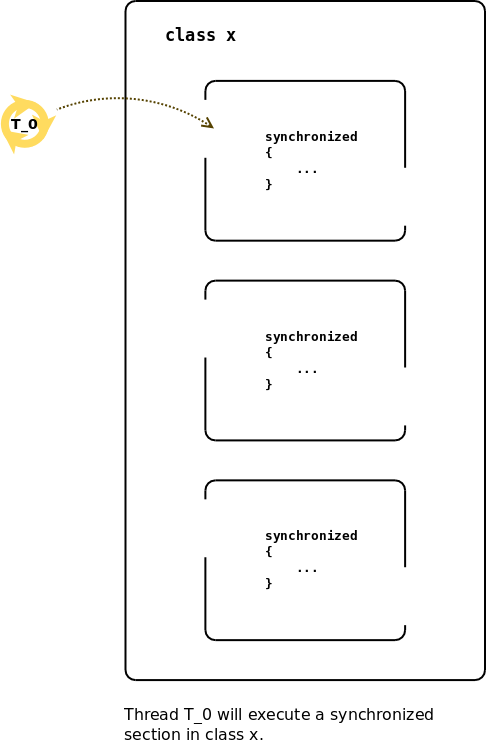 class x
T_0
synchronized
{
    ...
}
synchronized
{
    ...
}
synchronized
{
    ...
}
Thread T_0 will execute a synchronized
section in class x.